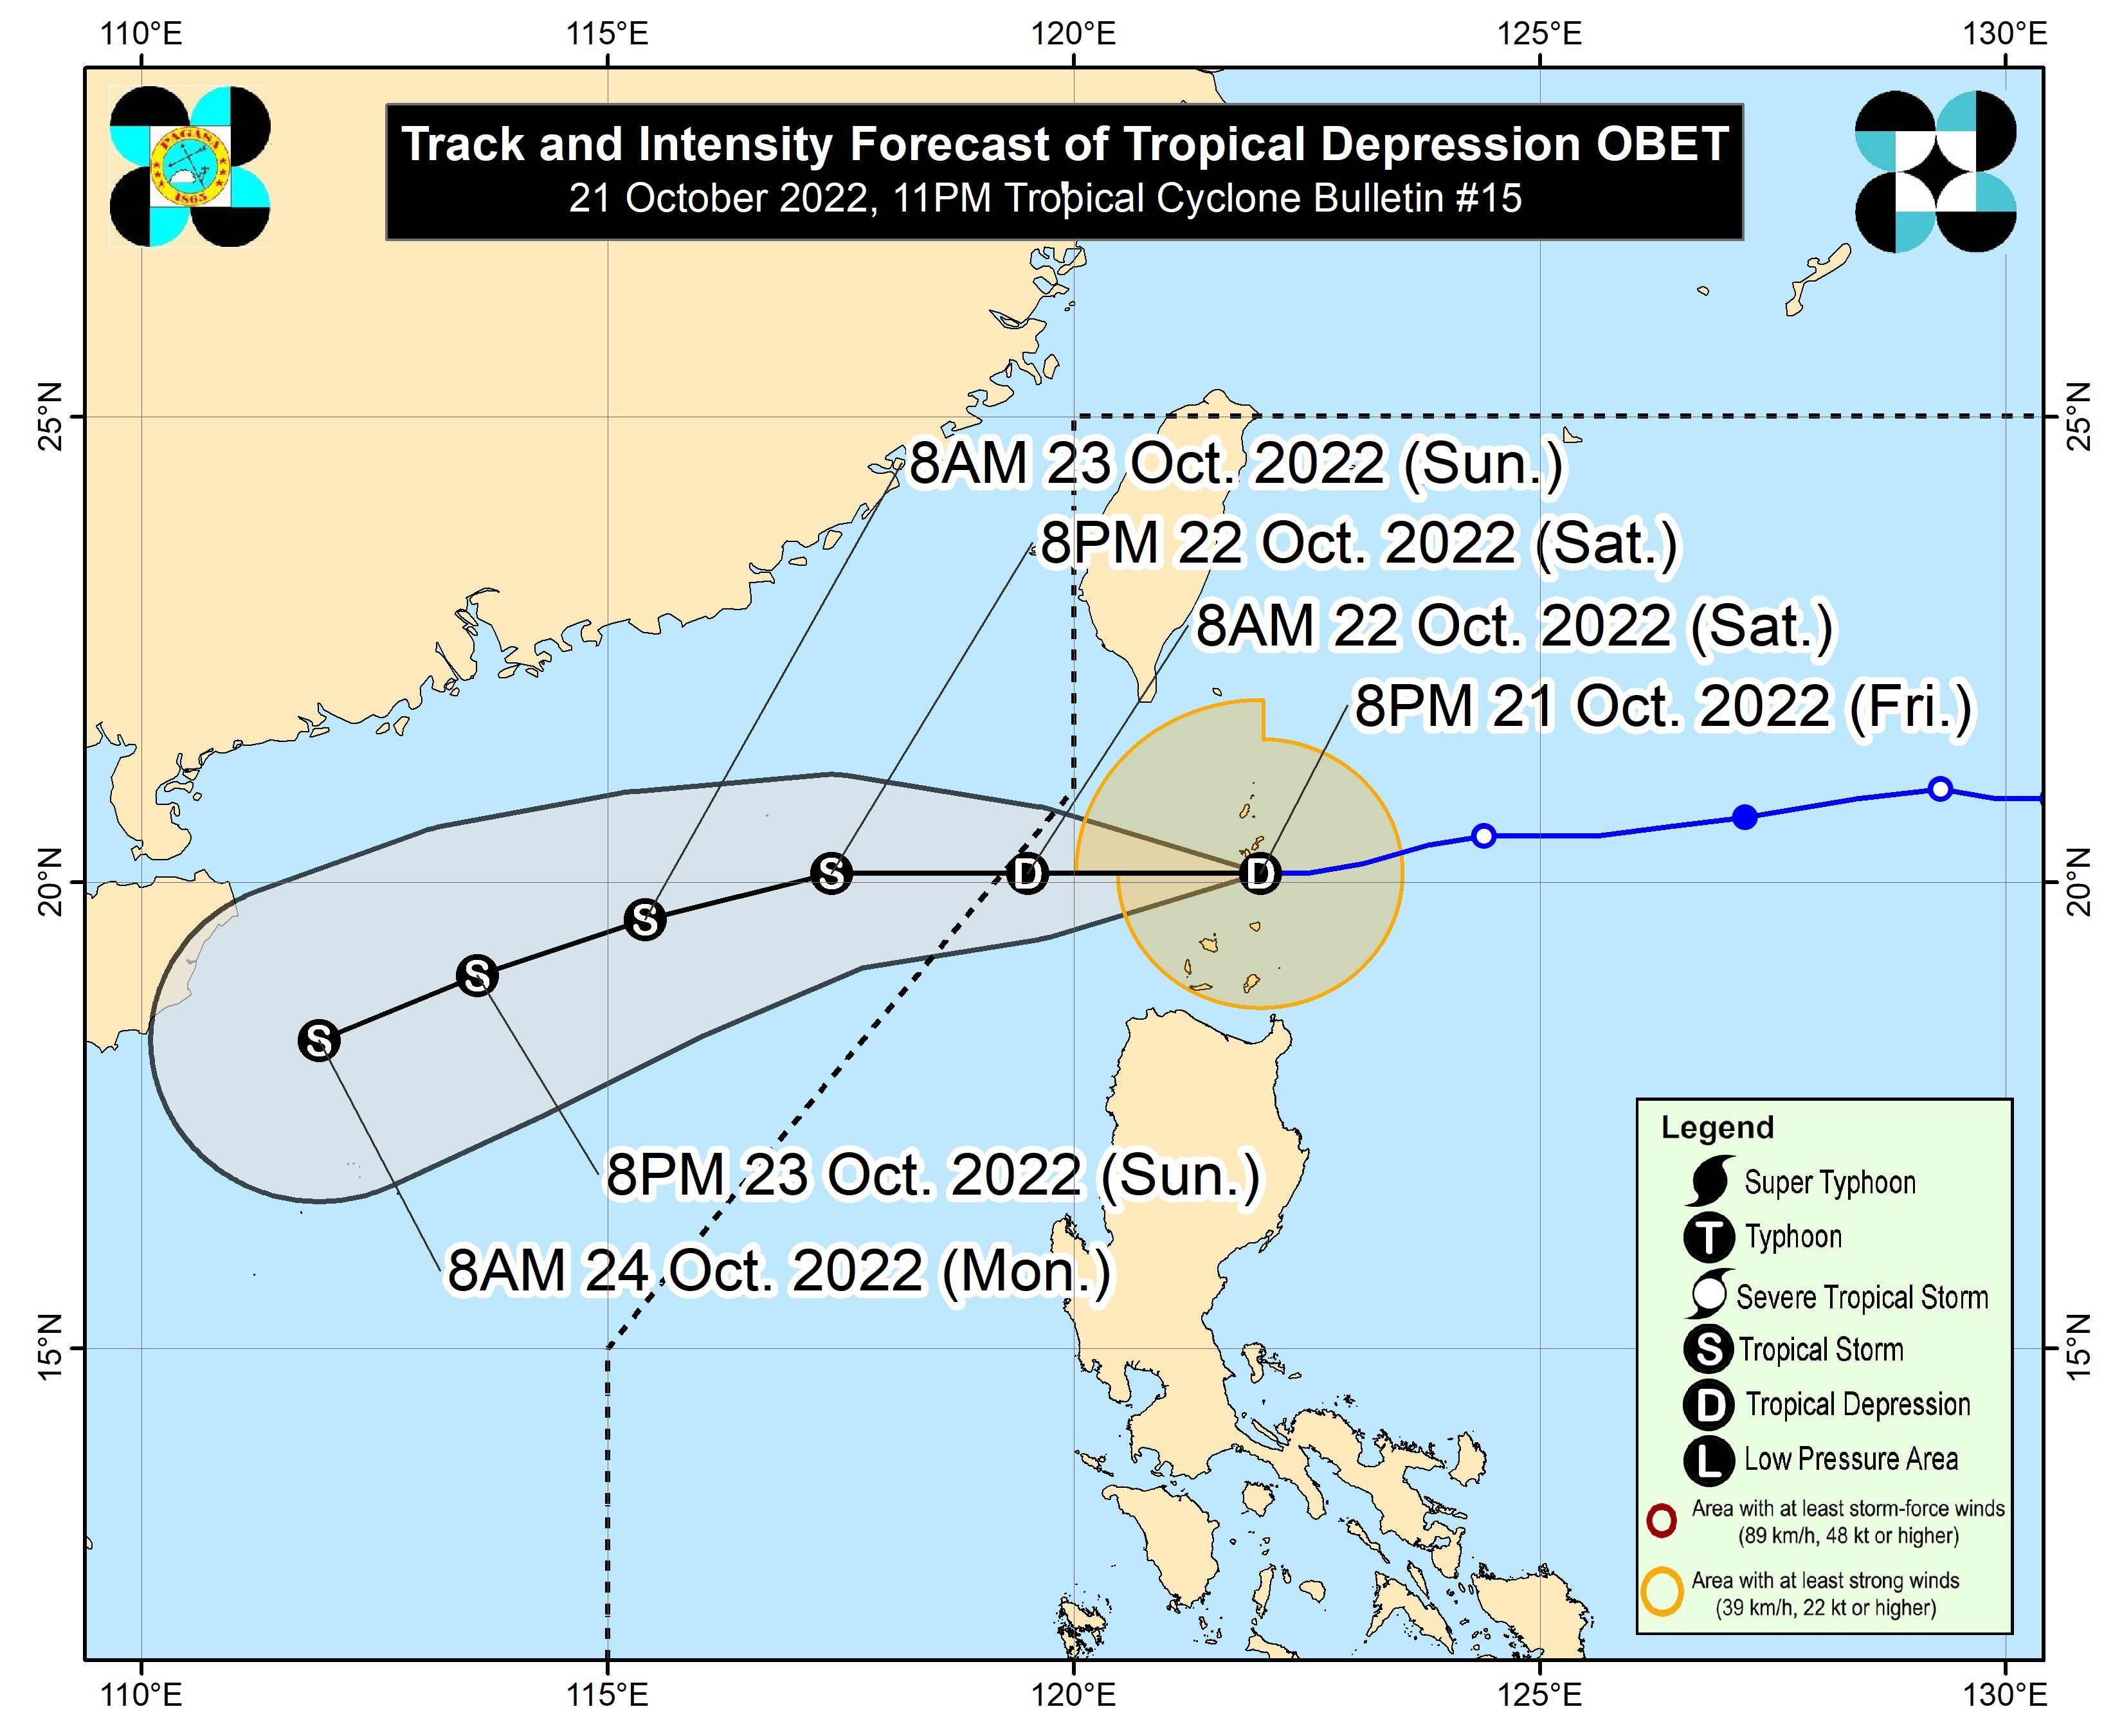 110°E 115°E 120°E 125°E 130°E
Track and Intensity Forecast of Tropical Depression OBET
21 October 2022, 11PM Tropical Cyclone Bulletin #15
PAGASA
1865
25°N 25°N
8AM 23 Oct. 2022 (Sun.)
8PM 22 Oct. 2022 (Sat.)
8AM 22 Oct. 2022 (Sat.)
8PM 21 Oct. 2022 (Fri.)
20°N 20°N
S S S S D D
8PM 23 Oct. 2022 (Sun.)
8AM 24 Oct. 2022 (Mon.)
15°N 15°N
Legend
Super Typhoon
T Typhoon
Severe Tropical Storm
S Tropical Storm
D Tropical Depression
L Low Pressure Area
Area with at least storm-force winds
(89 km/h, 48 kt or higher)
Area with at least strong winds
(39 km/h, 22 kt or higher)
110°E 115°E 120°E 125°E 130°E